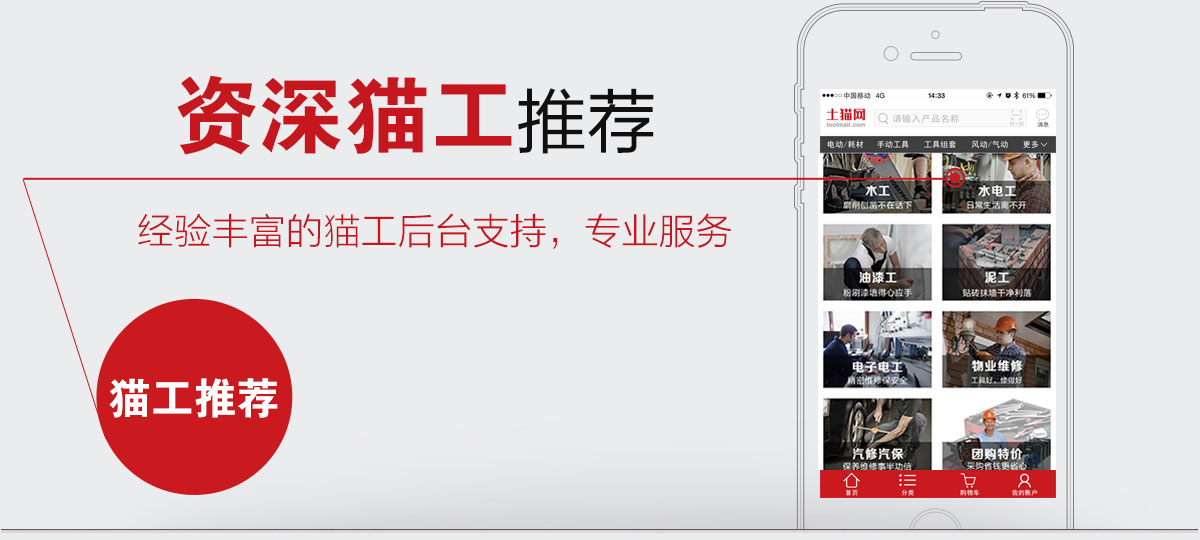 资深猫工推荐
经验丰富的猫工后台支持，专业服务
猫工推荐
中国移动 4G 14:33 61%
土猫网
toolmall.com
请输入产品名称
扫一扫
消息
电动/耗材 手动工具 工具组套 风动/气动 更多
木工
磨削刨凿不在话下
水电工
日常生活离不开
油漆工
粉刷漆墙得心应手
泥工
贴砖抹墙干净利落
电子电工
精密维修保安全
物业维修
工具好，修得好
汽修汽保
保养维修事半功倍
团购特价
采购省钱更省心
首页 分类 购物车 我的账户